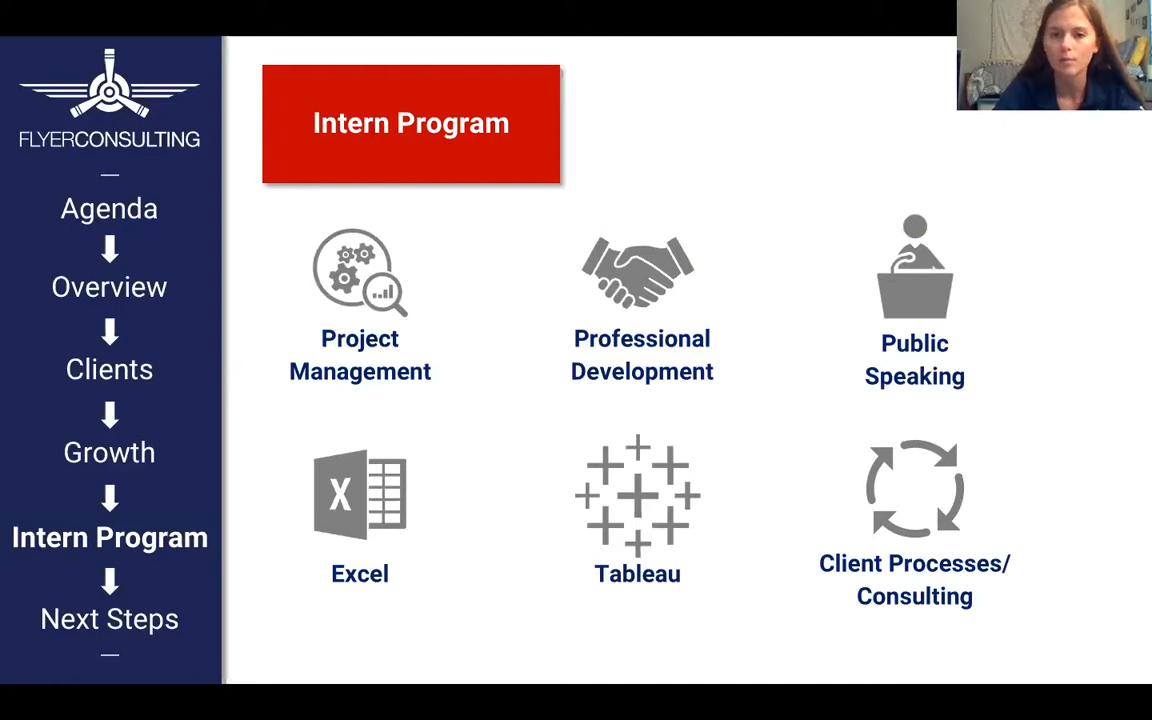 FLYERCONSULTING
Agenda
Overview
Clients
Growth
Intern Program
Next Steps
Intern Program
Project
Management
Professional
Development
Public
Speaking
X
Excel
Tableau
Client Processes/
Consulting